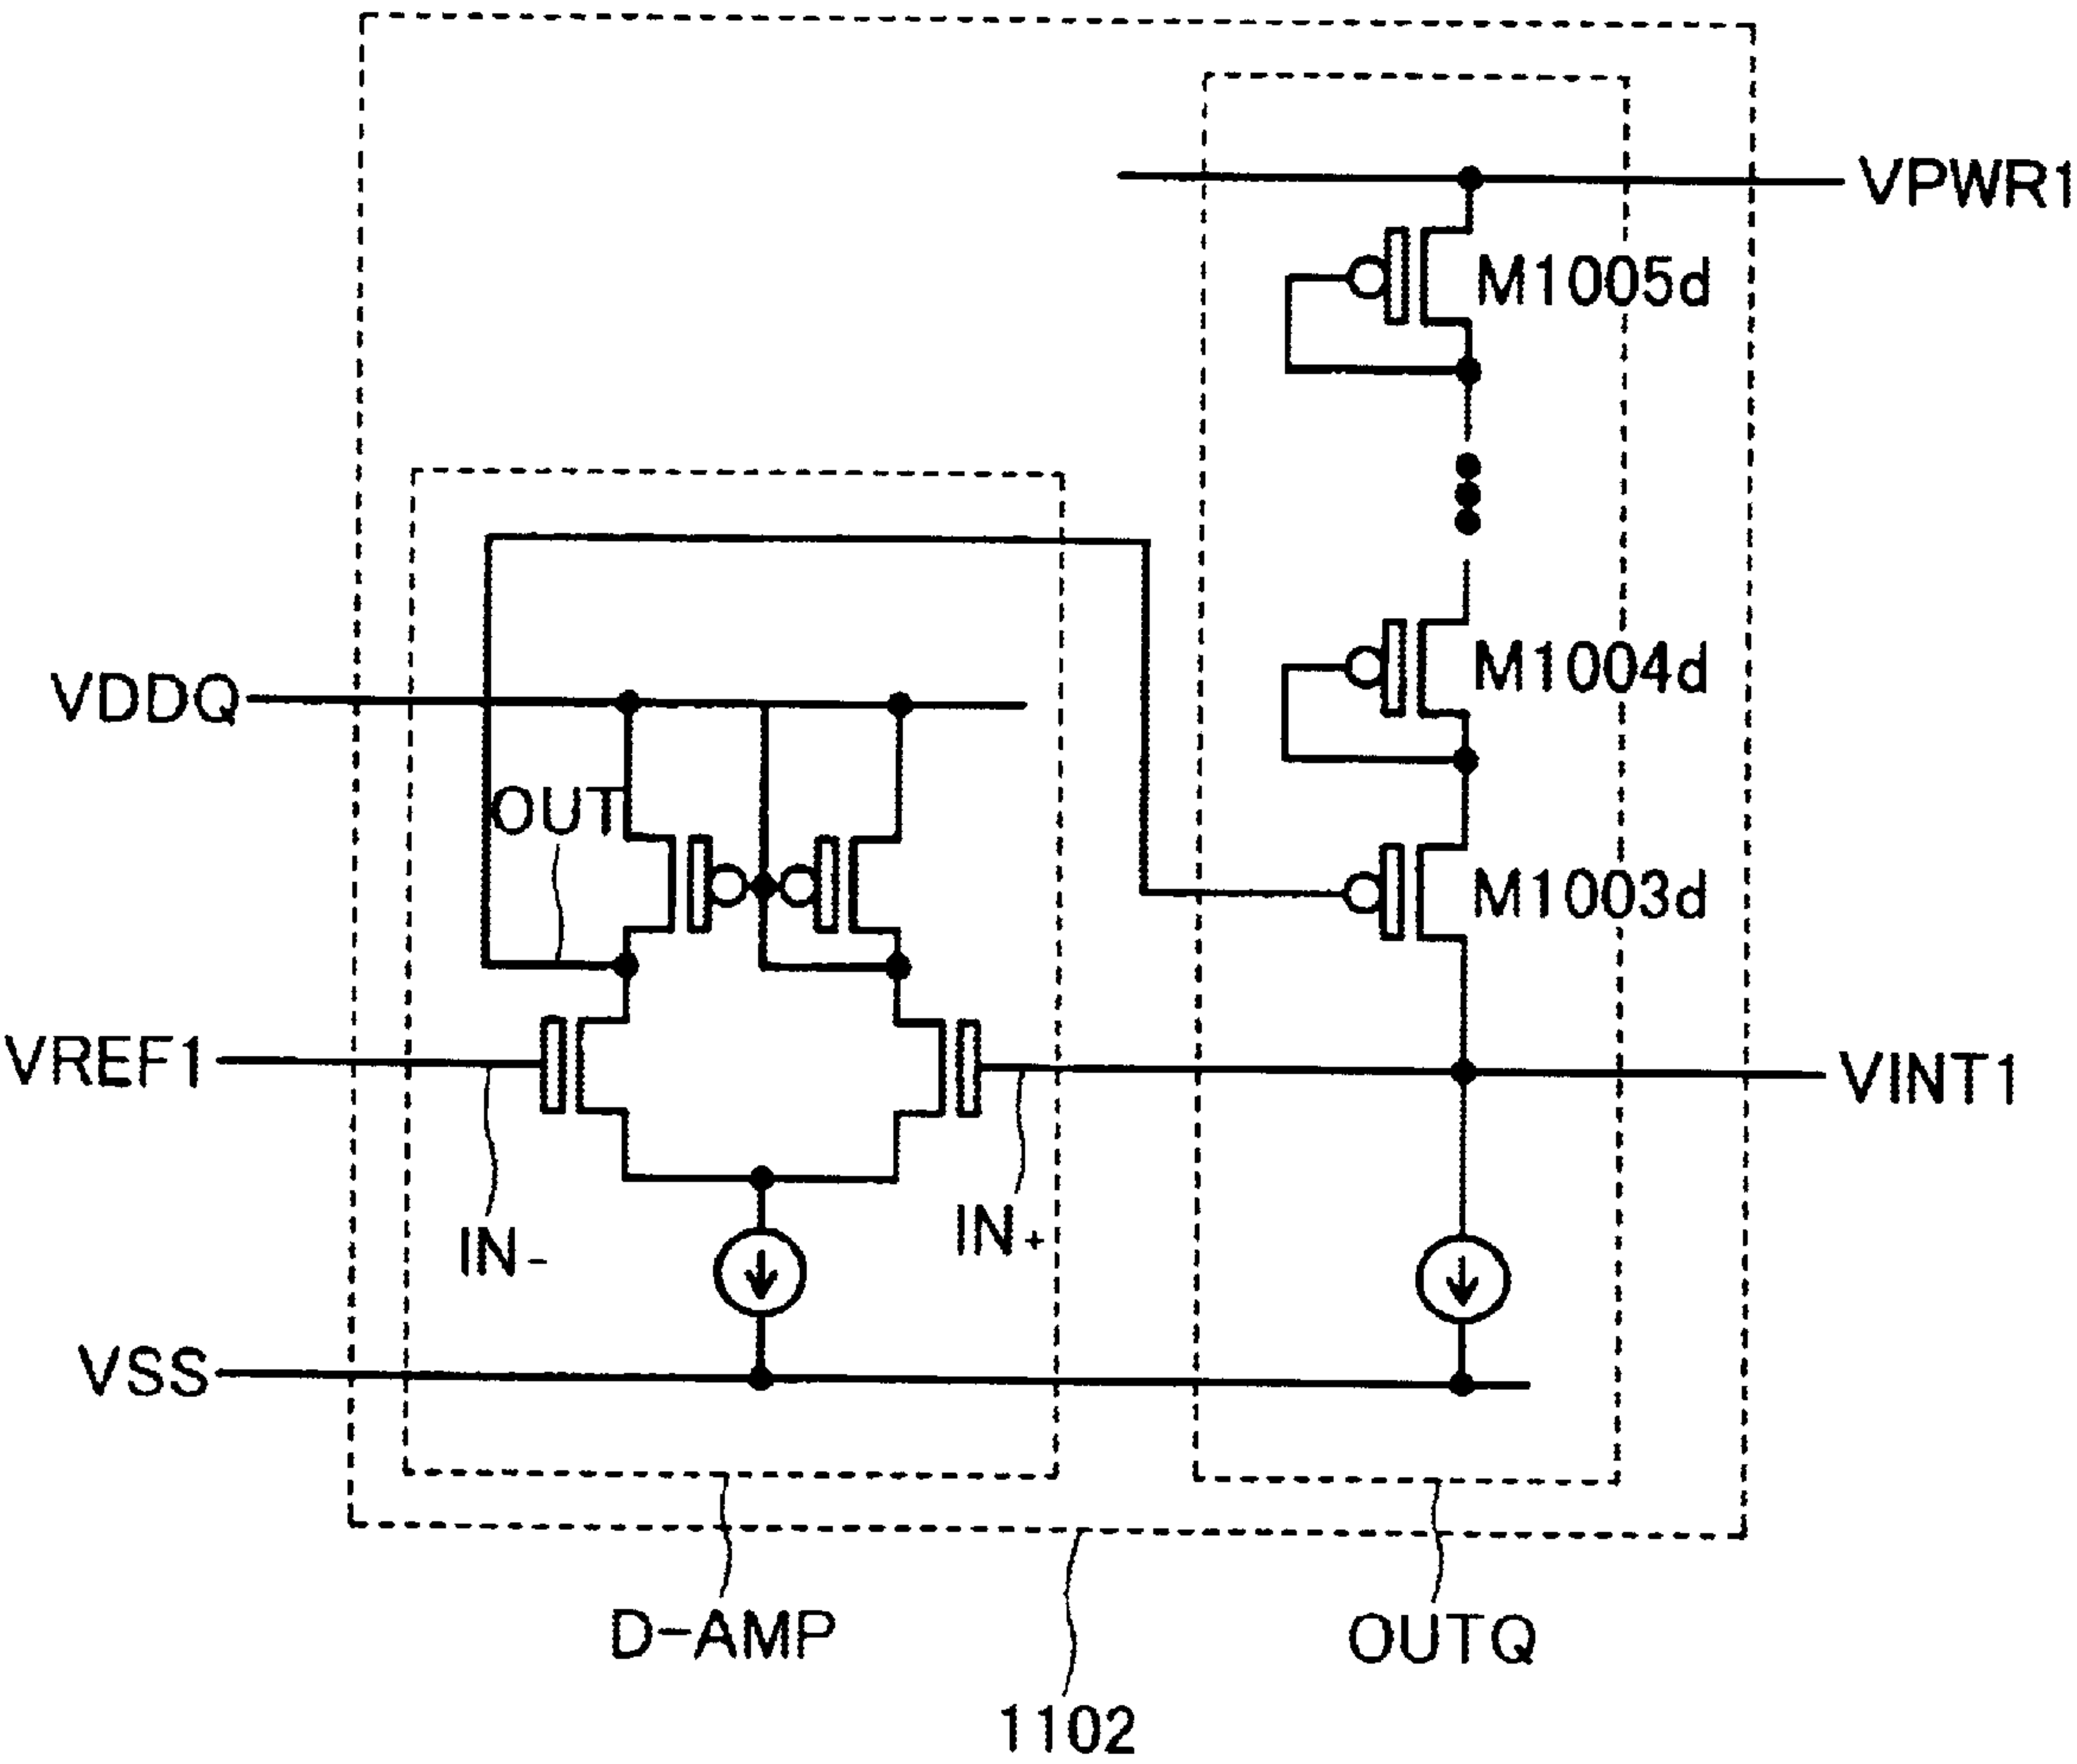 VPWR1
M1005d
M1004d
VDDQ
OUT
M1003d
VREF1
VINT1
IN-
IN+
VSS
D-AMP
OUTQ
1102